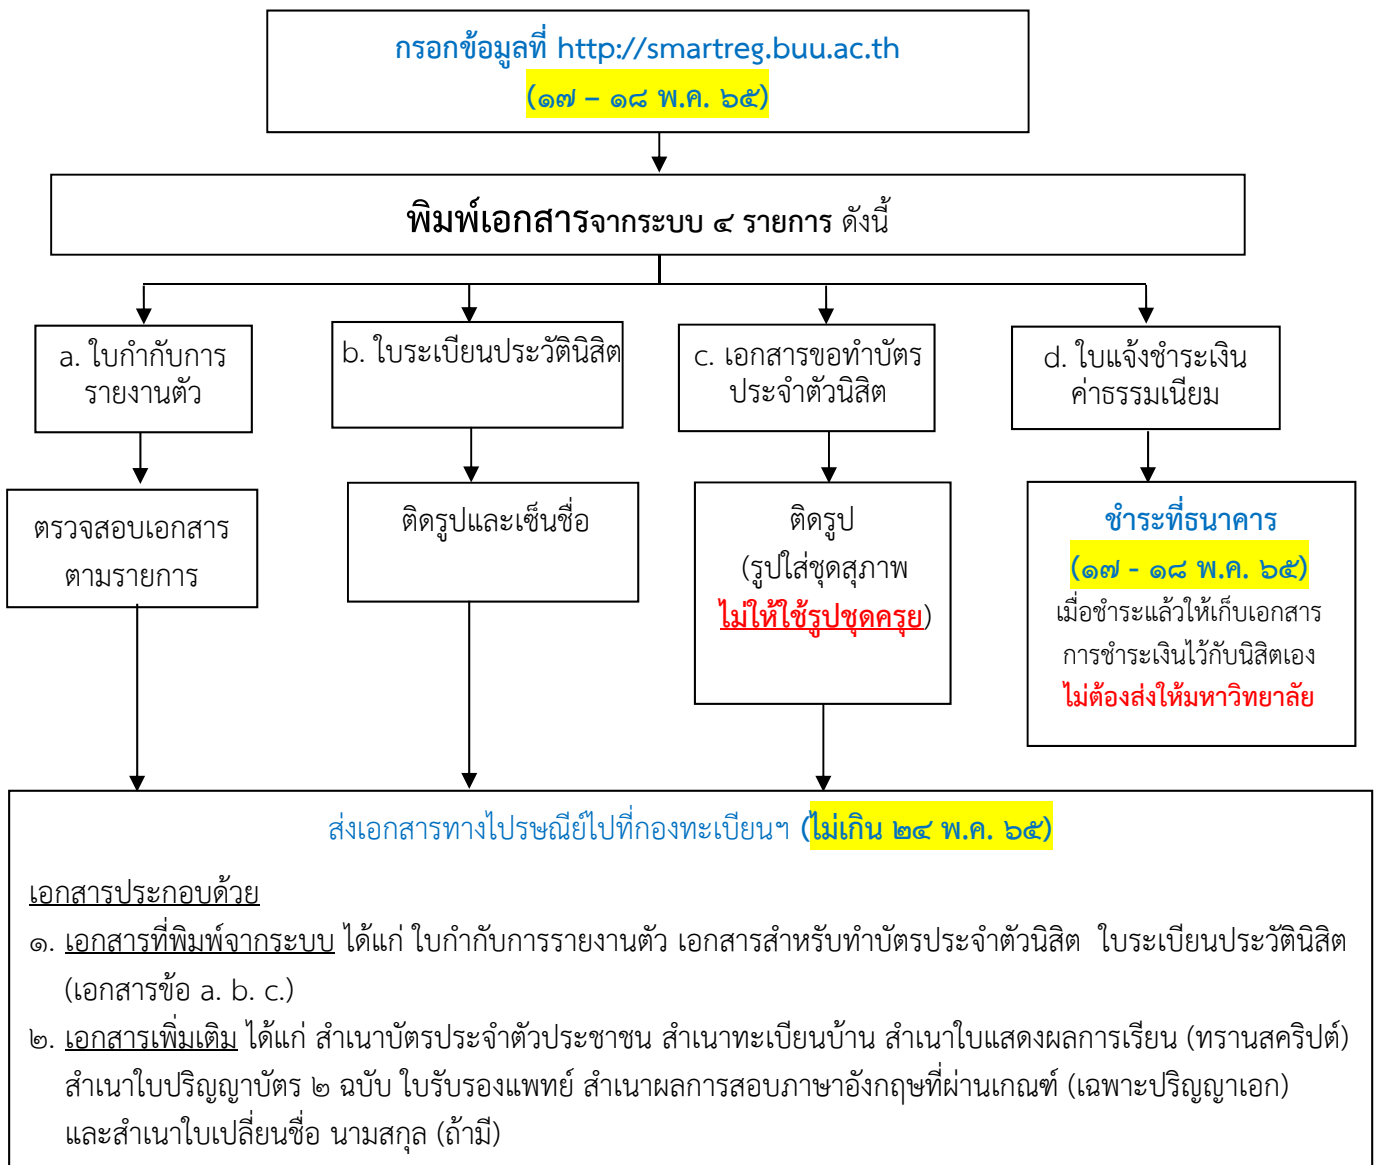 กรอกข้อมูลที่ http://smartreg.buu.ac.th
(๑๗ – ๑๘ พ.ค. ๖๕)
พิมพ์เอกสารจากระบบ ๔ รายการ ดังนี้
a. ใบกำกับการ
รายงานตัว
b. ใบระเบียนประวัตินิสิต
c. เอกสารขอทำบัตร
ประจำตัวนิสิต
d. ใบแจ้งชำระเงิน
ค่าธรรมเนียม
ตรวจสอบเอกสาร
ตามรายการ
ติดรูปและเซ็นชื่อ
ติดรูป
(รูปใส่ชุดสุภาพ
ไม่ให้ใช้รูปชุดครุย)
ชำระที่ธนาคาร
(๑๗ - ๑๘ พ.ค. ๖๕)
เมื่อชำระแล้วให้เก็บเอกสาร
การชำระเงินไว้กับนิสิตเอง
ไม่ต้องส่งให้มหาวิทยาลัย
ส่งเอกสารทางไปรษณีย์ไปที่กองทะเบียนฯ (ไม่เกิน ๒๔ พ.ค. ๖๕)
เอกสารประกอบด้วย
๑. เอกสารที่พิมพ์จากระบบ ได้แก่ ใบกำกับการรายงานตัว เอกสารสำหรับทำบัตรประจำตัวนิสิต ใบระเบียนประวัตินิสิต
(เอกสารข้อ a. b. c.)
๒. เอกสารเพิ่มเติม ได้แก่ สำเนาบัตรประจำตัวประชาชน สำเนาทะเบียนบ้าน สำเนาใบแสดงผลการเรียน (ทรานสคริปต์)
สำเนาใบปริญญาบัตร ๒ ฉบับ ใบรับรองแพทย์ สำเนาผลการสอบภาษาอังกฤษที่ผ่านเกณฑ์ (เฉพาะปริญญาเอก)
และสำเนาใบเปลี่ยนชื่อ นามสกุล (ถ้ามี)